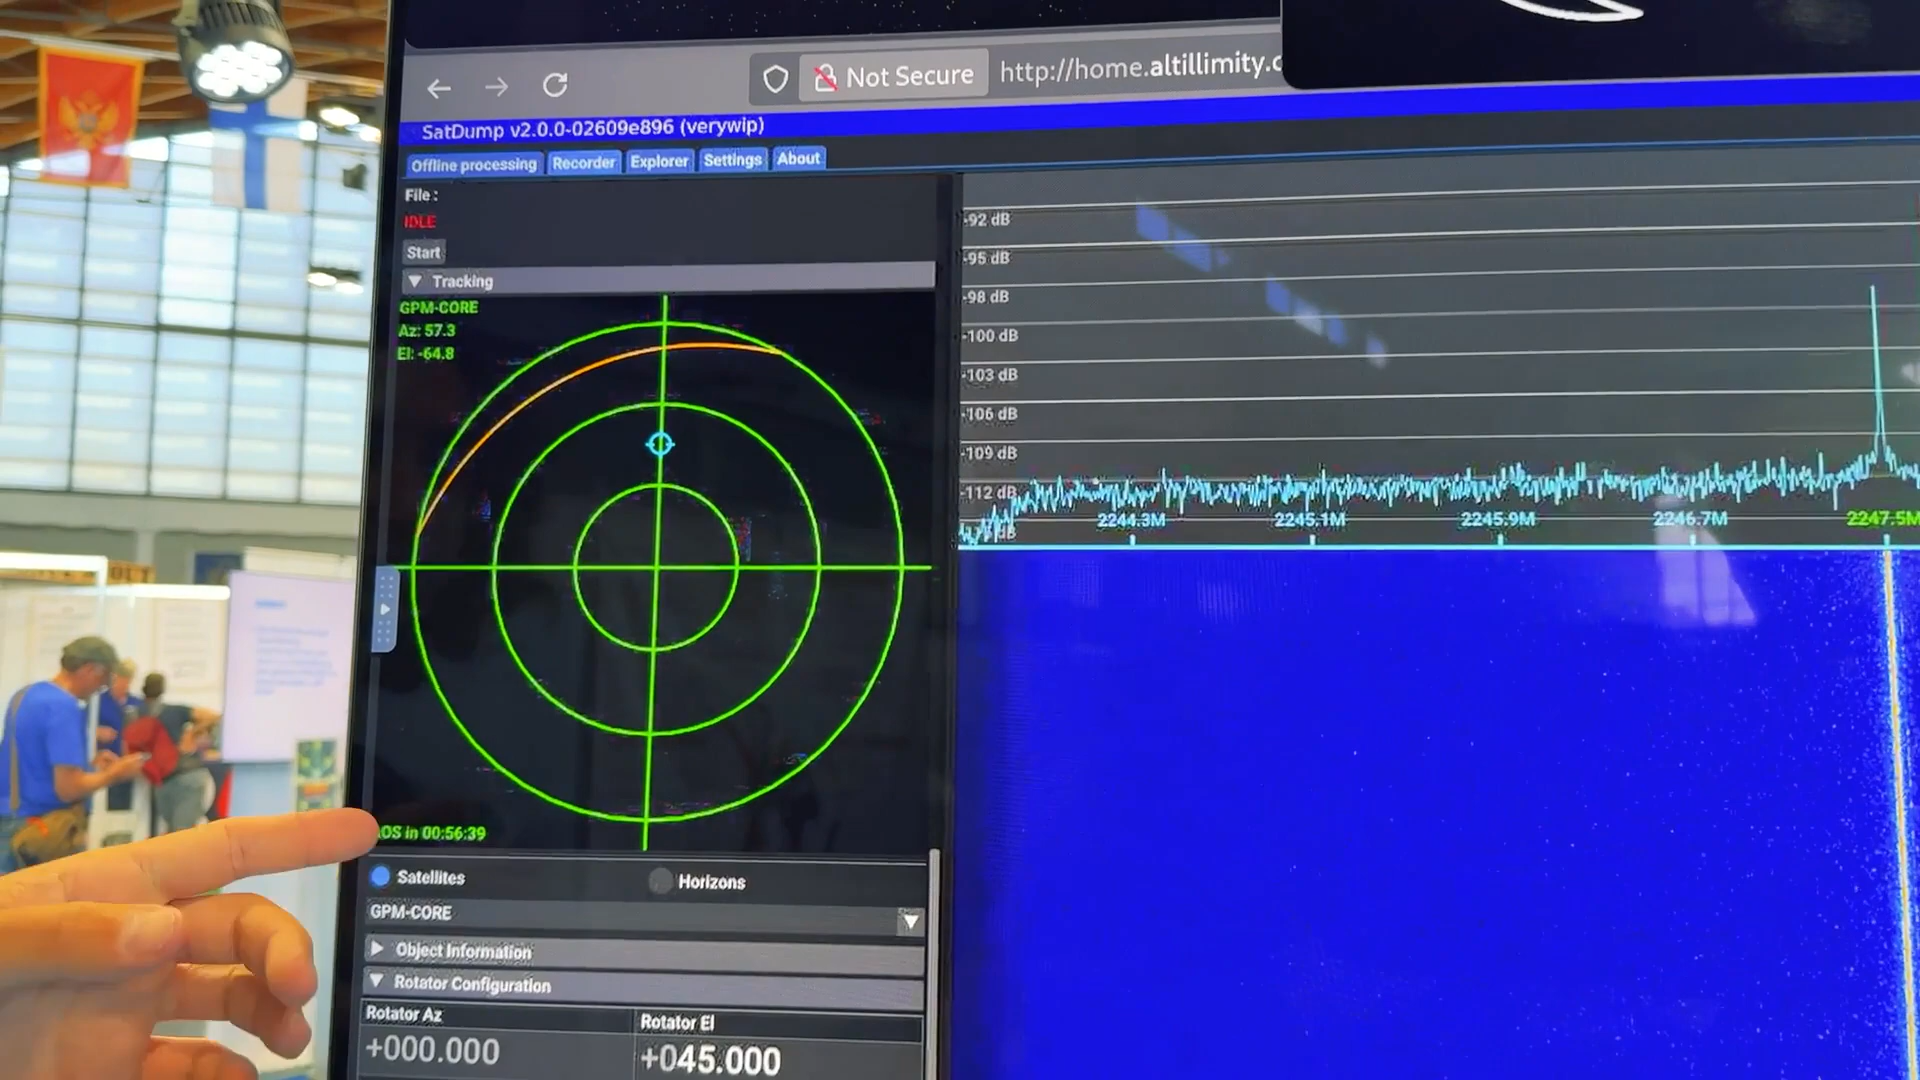 Not Secure
http://home.altillimity.c
SatDump v2.0.0-02609e896 (verywip)
Offline processing
Recorder
Explorer
Settings
About
File :
IDLE
Start
Tracking
GPM-CORE
Az: 57.3
El: -64.8
OS in 00:56:39
Satellites
Horizons
GPM-CORE
Object Information
Rotator Configuration
Rotator Az
Rotator El
+000.000
+045.000
-92 dB
-95 dB
-98 dB
-100 dB
-103 dB
-106 dB
-109 dB
-112 dB
dB
2244.3M
2245.1M
2245.9M
2246.7M
2247.5M